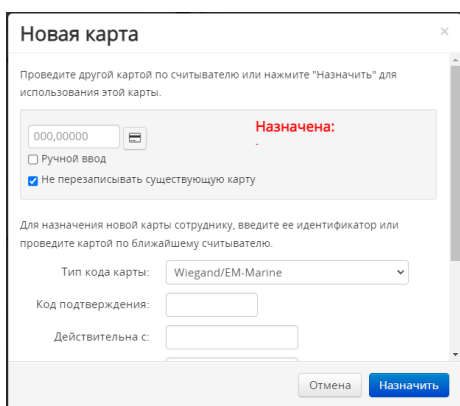 Новая карта
×
Проведите другой картой по считывателю или нажмите "Назначить" для
использования этой карты.
000,00000
Назначена:
-
Ручной ввод
Не перезаписывать существующую карту
Для назначения новой карты сотруднику, введите ее идентификатор или
проведите картой по ближайшему считывателю.
Тип кода карты: Wiegand/EM-Marine
Код подтверждения:
Действительна с:
Отмена Назначить